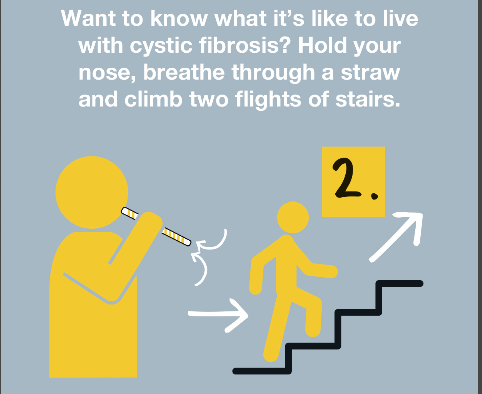 Want to know what it’s like to live
with cystic fibrosis? Hold your
nose, breathe through a straw
and climb two flights of stairs.
2.